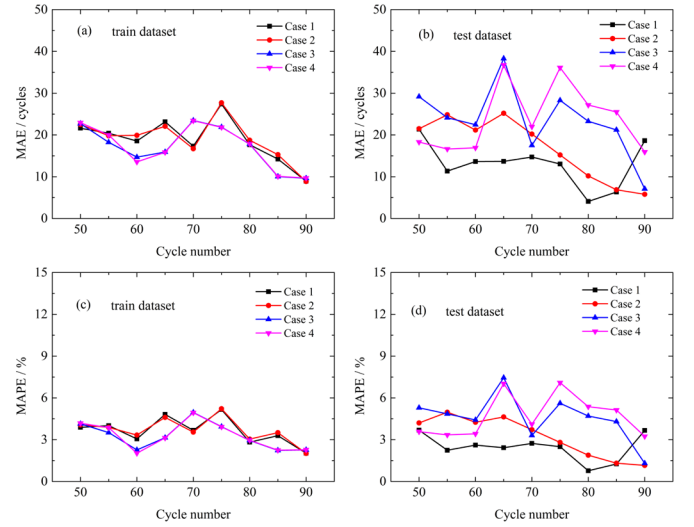 (a) train dataset
Case 1
Case 2
Case 3
Case 4
MAE / cycles
50
40
30
20
10
0
50 60 70 80 90
Cycle number
(b) test dataset
Case 1
Case 2
Case 3
Case 4
MAE / cycles
50
40
30
20
10
0
50 60 70 80 90
Cycle number
(c) train dataset
Case 1
Case 2
Case 3
Case 4
MAPE / %
15
12
9
6
3
0
50 60 70 80 90
Cycle number
(d) test dataset
Case 1
Case 2
Case 3
Case 4
MAPE / %
15
12
9
6
3
0
50 60 70 80 90
Cycle number